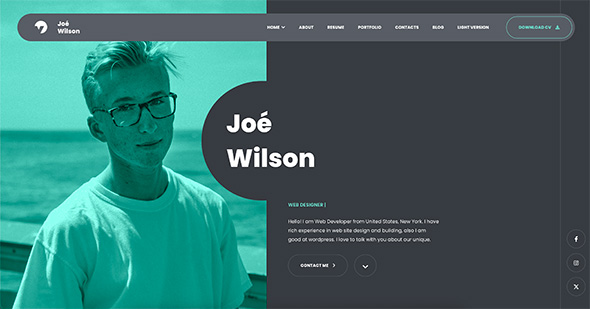 Joé
Wilson
HOME
ABOUT
RESUME
PORTFOLIO
CONTACTS
BLOG
LIGHT VERSION
DOWNLOAD CV
Joé
Wilson
WEB DESIGNER |
Hello! I am Web Developer from United States, New York. I have
rich experience in web site design and building, also I am
good at wordpress. I love to talk with you about our unique.
CONTACT ME